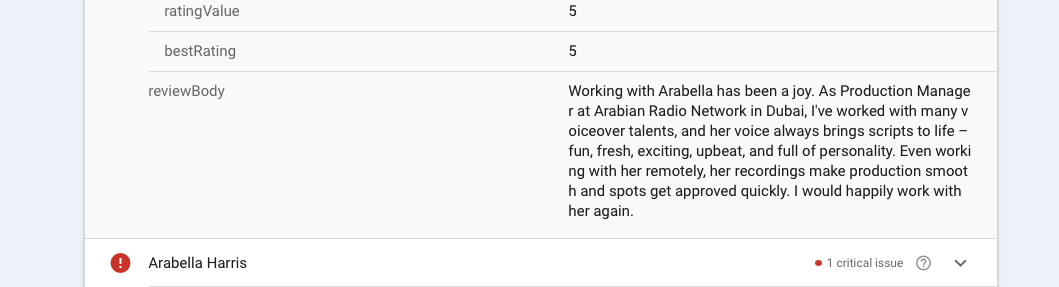 ratingValue 5
bestRating 5
reviewBody Working with Arabella has been a joy. As Production Manage
r at Arabian Radio Network in Dubai, I've worked with many v
oiceover talents, and her voice always brings scripts to life –
fun, fresh, exciting, upbeat, and full of personality. Even worki
ng with her remotely, her recordings make production smoot
h and spots get approved quickly. I would happily work with
her again.
Arabella Harris 1 critical issue